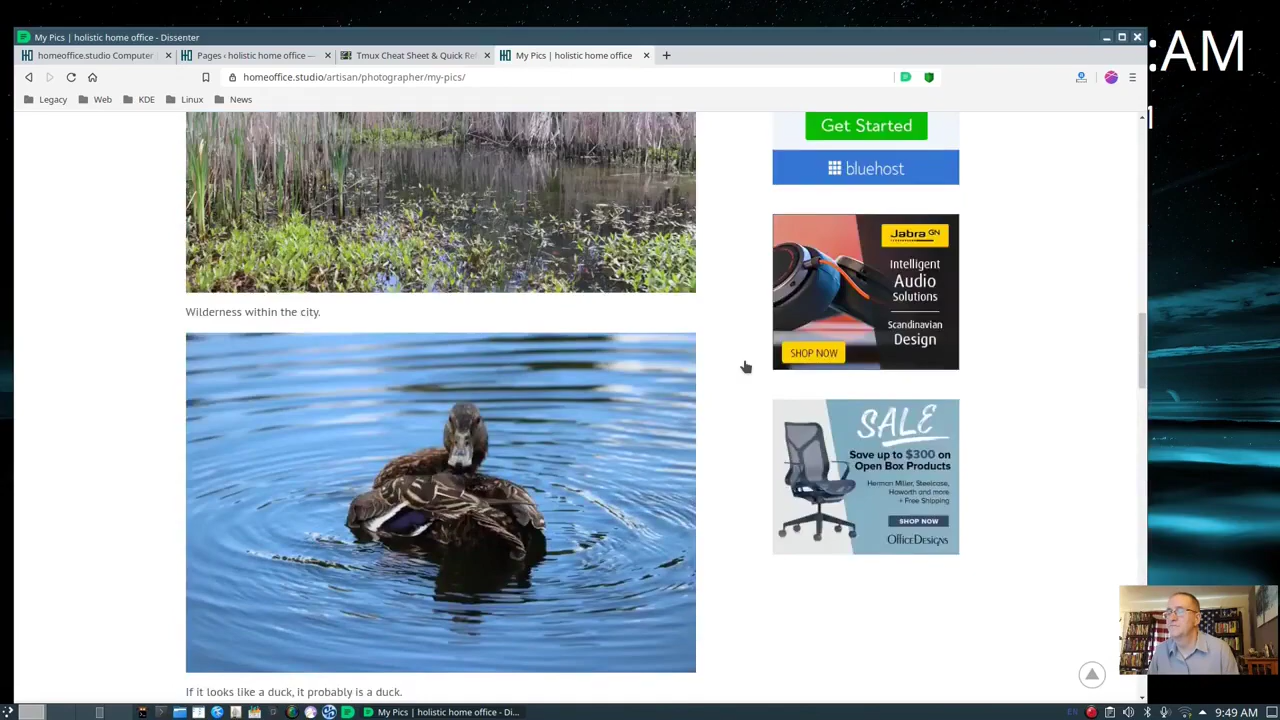 My Pics | holistic home office - Dissenter
:AM
homeoffice.studio Computer
Pages ‹ holistic home office —
Tmux Cheat Sheet & Quick Ref
My Pics | holistic home office
homeoffice.studio/artisan/photographer/my-pics/
Legacy
Web
KDE
Linux
News
Get Started
bluehost
Jabra GN
Intelligent
Audio
Solutions
Scandinavian
Design
SHOP NOW
Wilderness within the city.
SALE
Save up to $300 on
Open Box Products
Herman Miller, Steelcase,
Haworth and more
+ Free Shipping
SHOP NOW
OfficeDesigns
If it looks like a duck, it probably is a duck.
My Pics | holistic home office - Di...
EN
9:49 AM